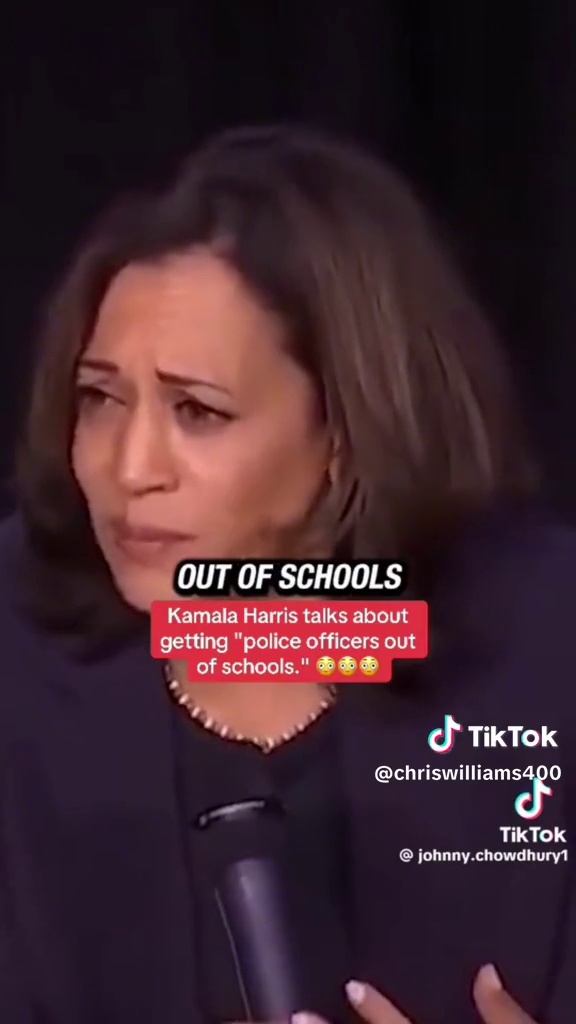 OUT OF SCHOOLS
Kamala Harris talks about
getting "police officers out
of schools." 😳😳😳
TikTok
@chriswilliams400
TikTok
@ johnny.chowdhury1